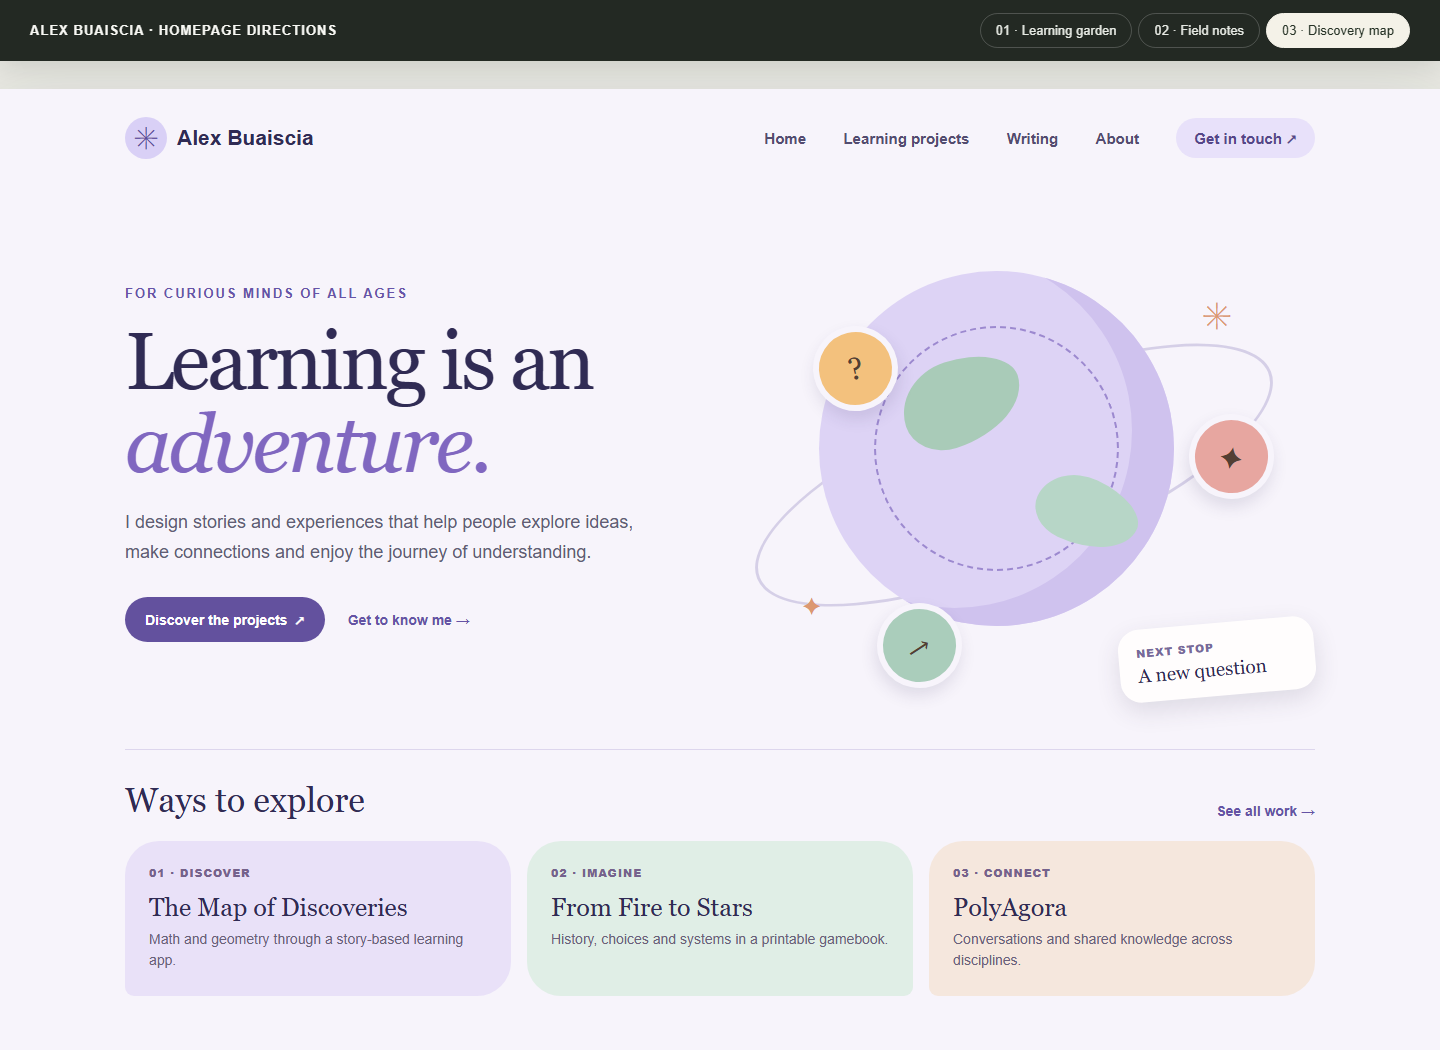 ALEX BUAISCIA · HOMEPAGE DIRECTIONS
01 · Learning garden
02 · Field notes
03 · Discovery map
Alex Buaiscia
Home
Learning projects
Writing
About
Get in touch ↗
FOR CURIOUS MINDS OF ALL AGES
Learning is an
adventure.
I design stories and experiences that help people explore ideas,
make connections and enjoy the journey of understanding.
Discover the projects ↗
Get to know me →
?
NEXT STOP
A new question
Ways to explore
See all work →
01 · DISCOVER
The Map of Discoveries
Math and geometry through a story-based learning
app.
02 · IMAGINE
From Fire to Stars
History, choices and systems in a printable gamebook.
03 · CONNECT
PolyAgora
Conversations and shared knowledge across
disciplines.